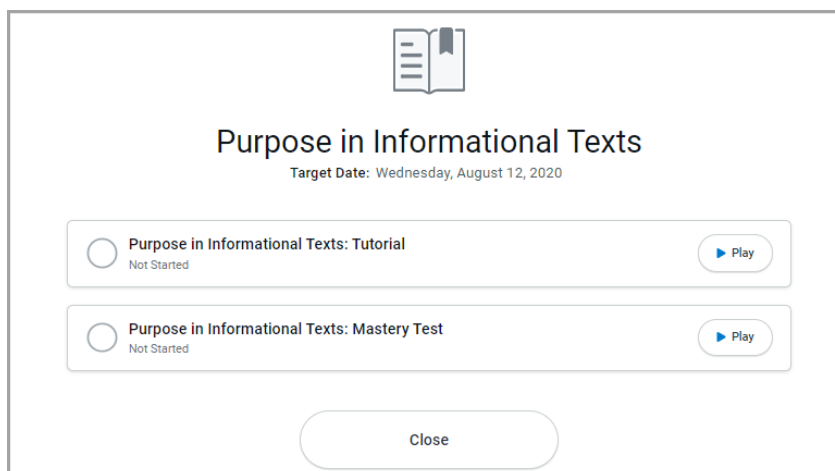 Purpose in Informational Texts
Target Date: Wednesday, August 12, 2020
Purpose in Informational Texts: Tutorial
Not Started
Play
Purpose in Informational Texts: Mastery Test
Not Started
Play
Close